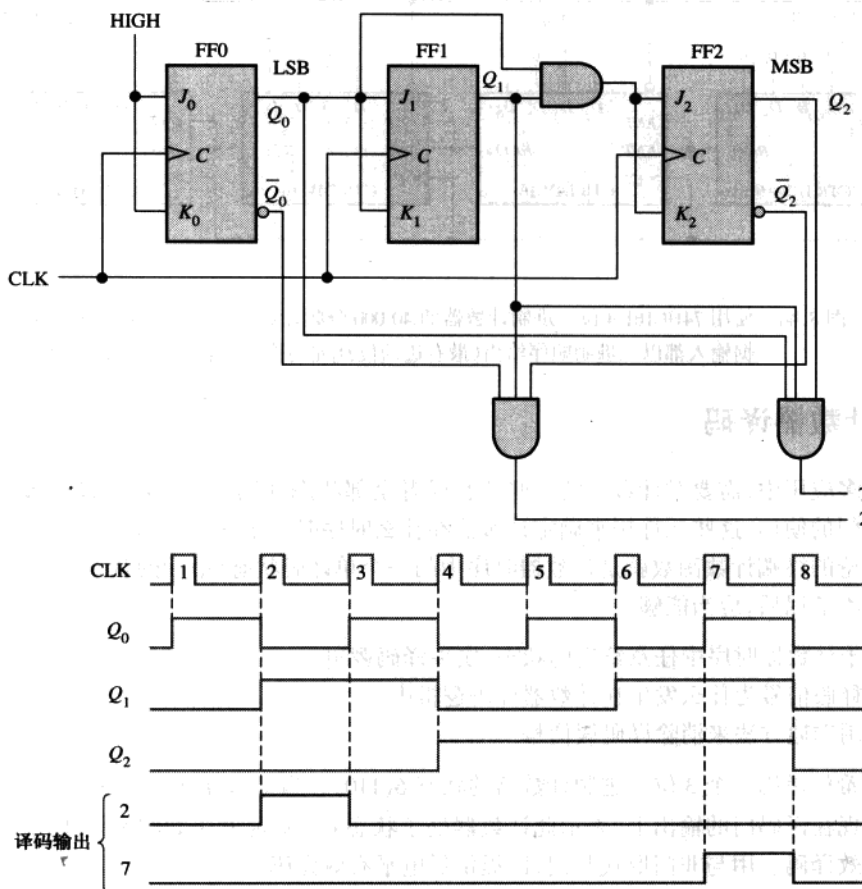 HIGH
FF0
LSB
FF1
Q₁
FF2
MSB
J₀
Q₀
J₁
J₂
Q₂
C
C
C
K₀
Q̅₀
K₁
K₂
Q̅₂
CLK
2
CLK
1 2 3 4 5 6 7 8
Q₀
Q₁
Q₂
译码输出
2
7